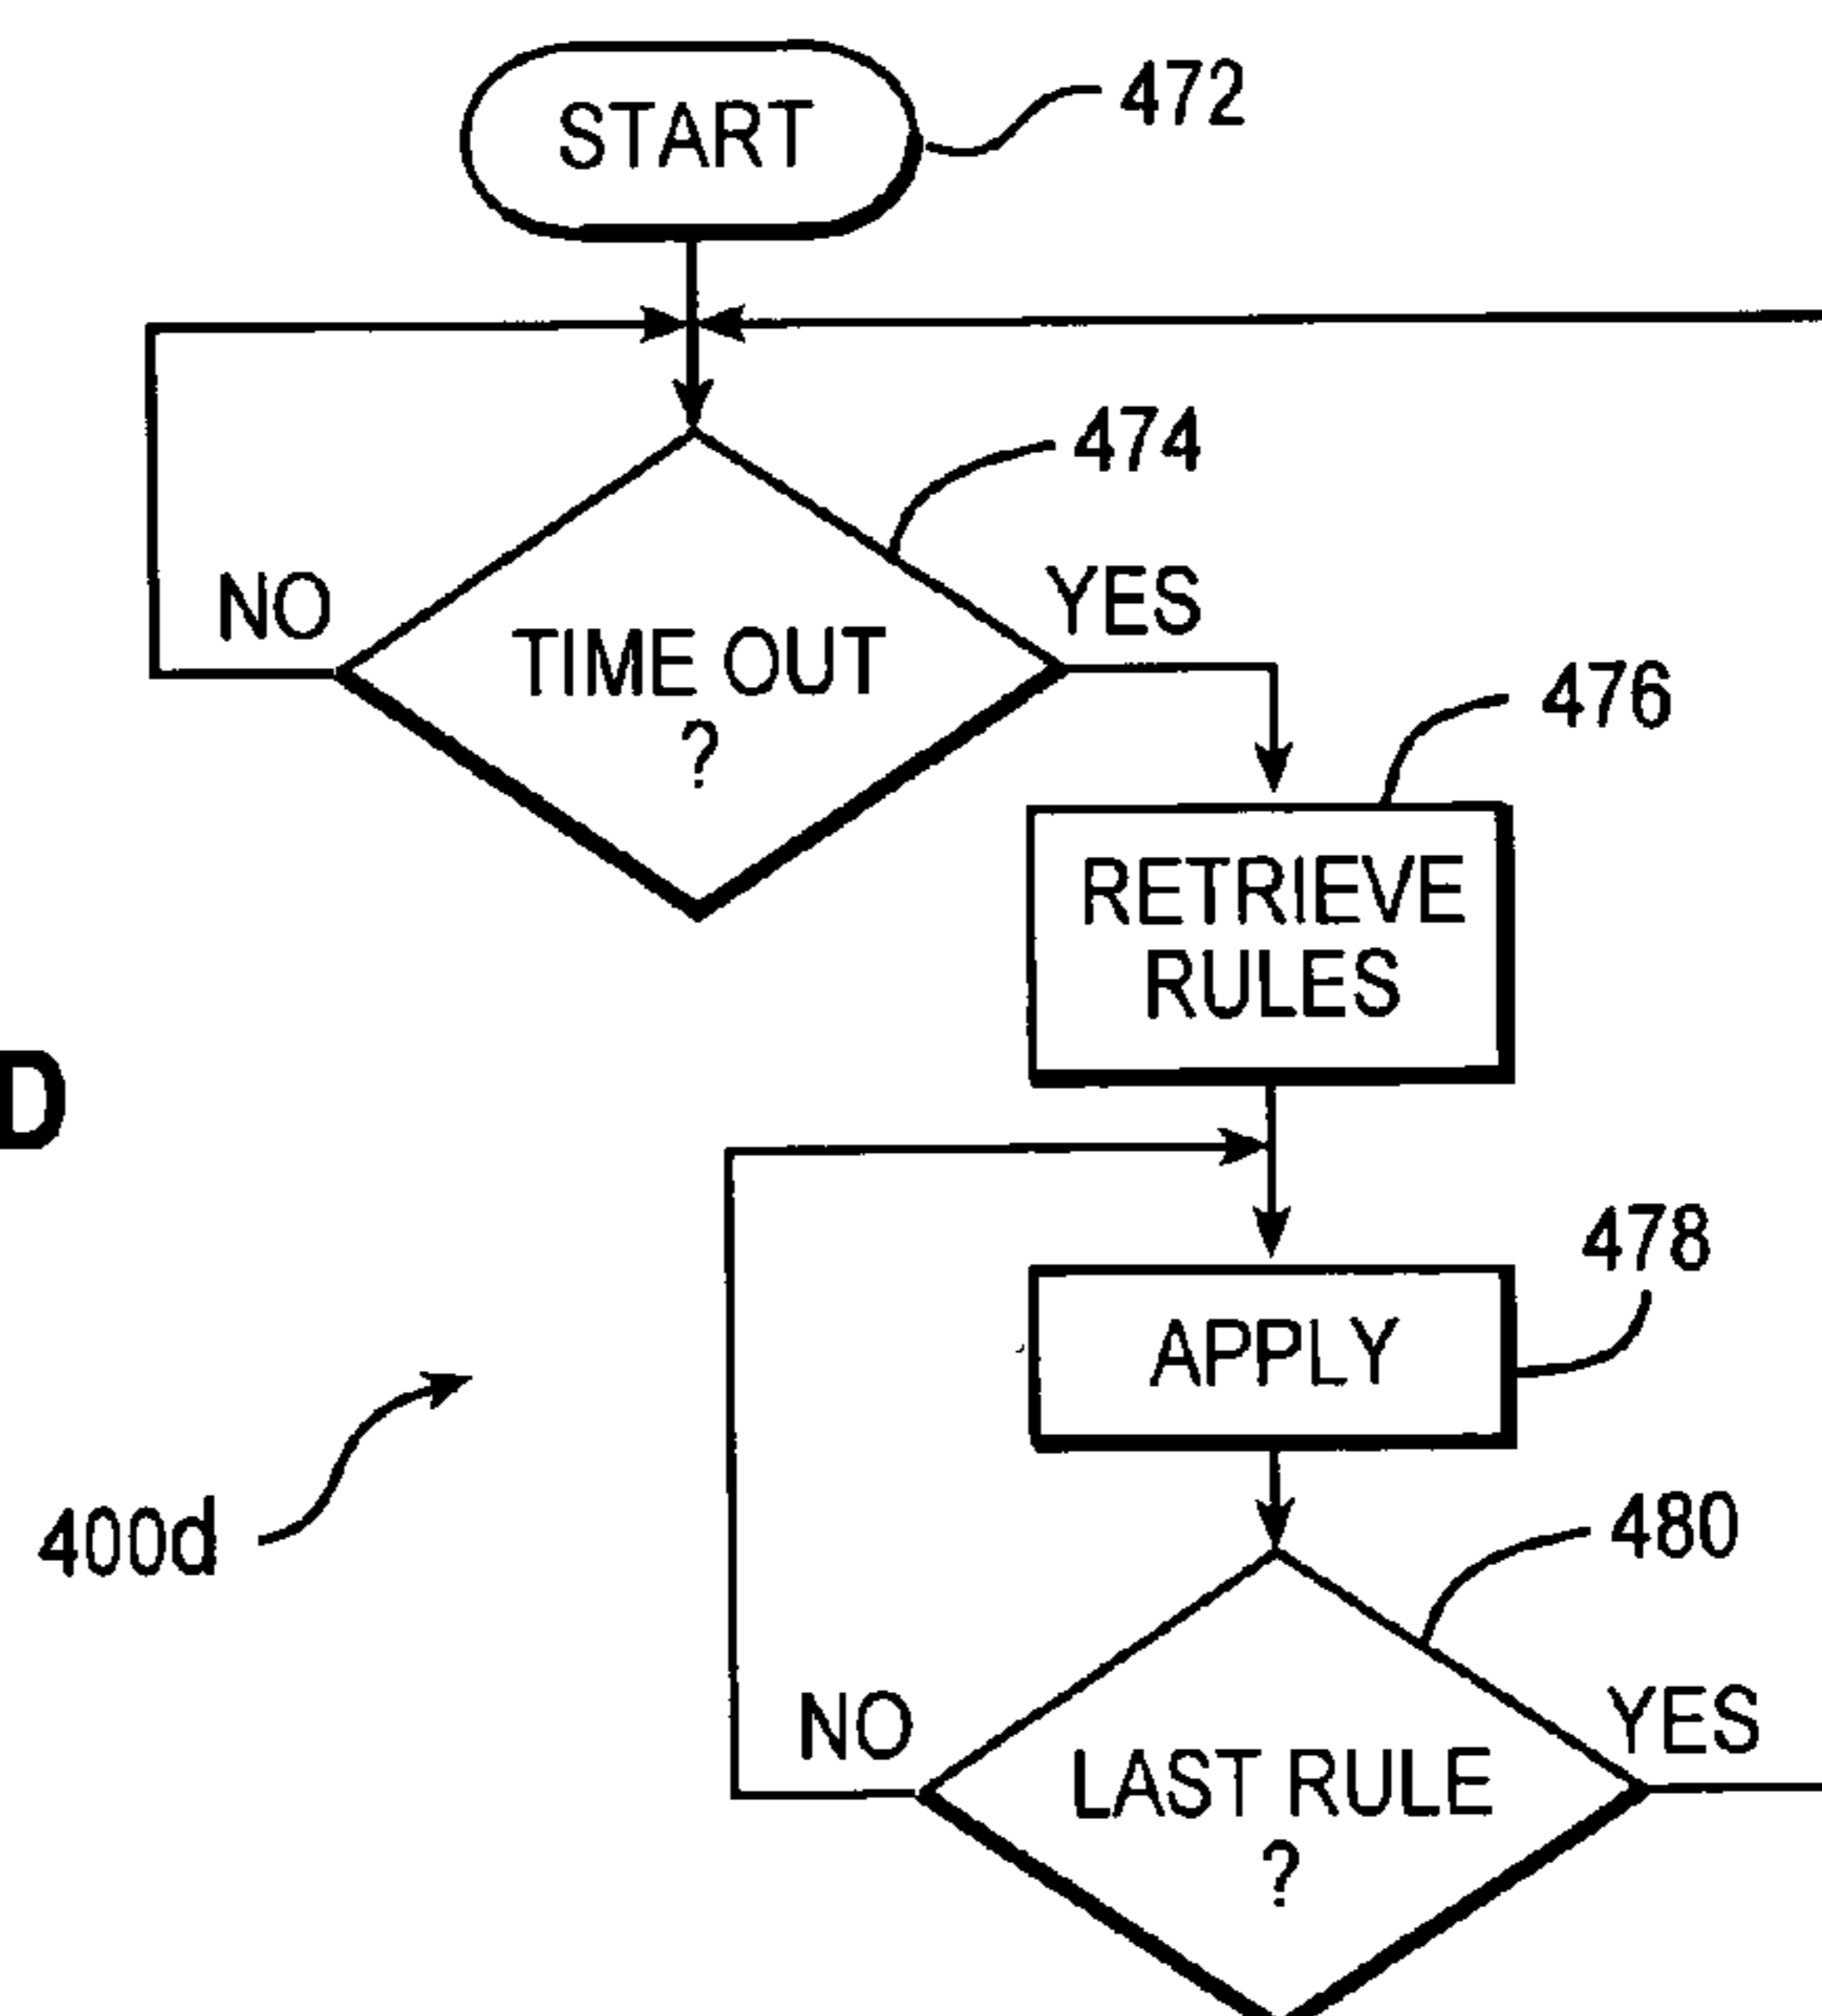 START
472
474
NO
YES
TIME OUT
?
476
RETRIEVE
RULES
D
478
APPLY
400d
480
NO
YES
LAST RULE
?